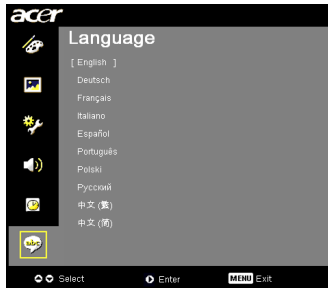 acer
Language
[ English ]
Deutsch
Français
Italiano
Español
Português
Polski
Русский
中文 (繁)
中文 (简)
abc
Select Enter MENU Exit